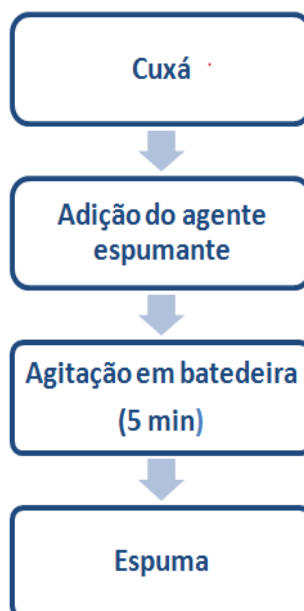 Cuxá
Adição do agente
espumante
Agitação em batedeira
(5 min)
Espuma